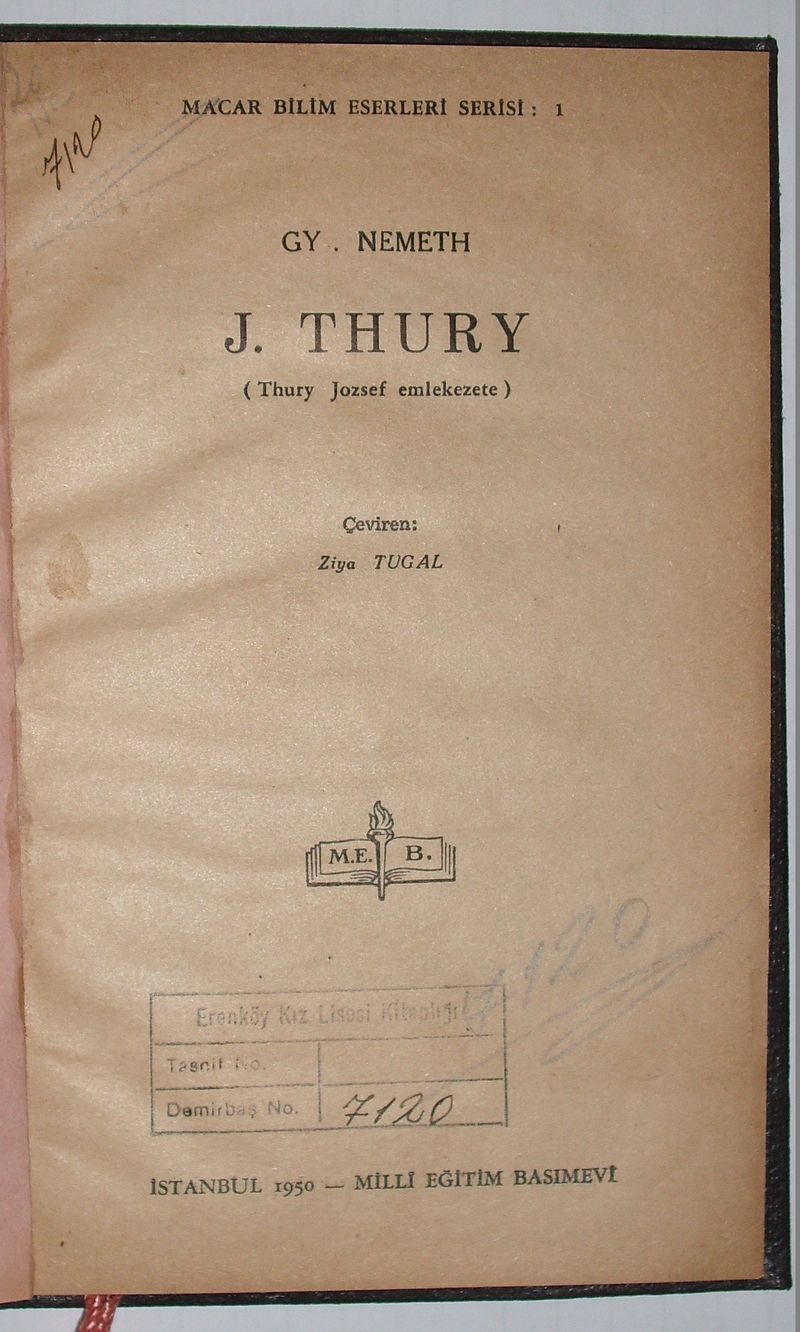 MACAR BİLİM ESERLERİ SERİSİ : 1
7120
GY . NEMETH
J. THURY
( Thury Jozsef emlekezete )
Çeviren:
Ziya TUGAL
M.E. B.
7120
Erenköy Kız Lisesi Kitaplığı
Tasnif No.
Demirbaş No. 7120
İSTANBUL 1950 — MİLLÎ EĞİTİM BASIMEVİ